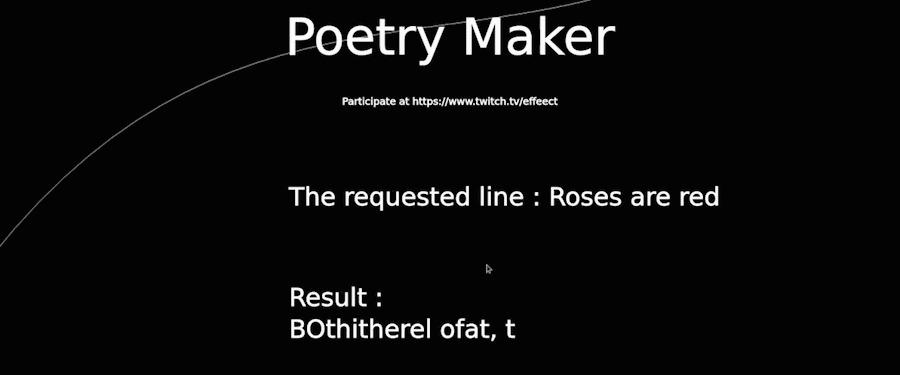 Poetry Maker
Participate at https://www.twitch.tv/effeect
The requested line : Roses are red
Result :
BOthitherel ofat, t